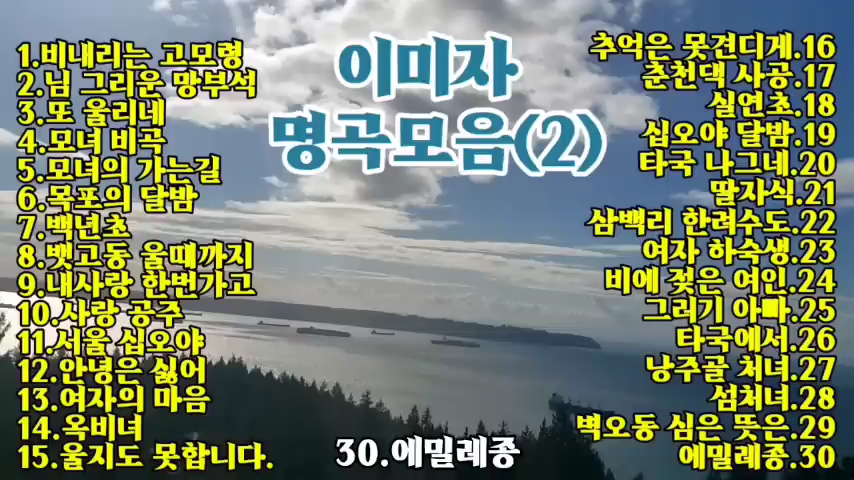 이미자
명곡모음(2)
1.비내리는 고모령
2.님 그리운 망부석
3.또 울리네
4.모녀 비곡
5.모녀의 가는길
6.목포의 달밤
7.백년초
8.뱃고동 울때까지
9.내사랑 한번가고
10.사랑 공주
11.서울 십오야
12.안녕은 싫어
13.여자의 마음
14.옥비녀
15.울지도 못합니다.
추억은 못견디게.16
춘천댁 사공.17
실연초.18
십오야 달밤.19
타국 나그네.20
딸자식.21
삼백리 한려수도.22
여자 하숙생.23
비에 젖은 여인.24
그러기 아빠.25
타국에서.26
낭주골 처녀.27
섬처녀.28
벽오동 심은 뜻은.29
에밀레종.30
30.에밀레종